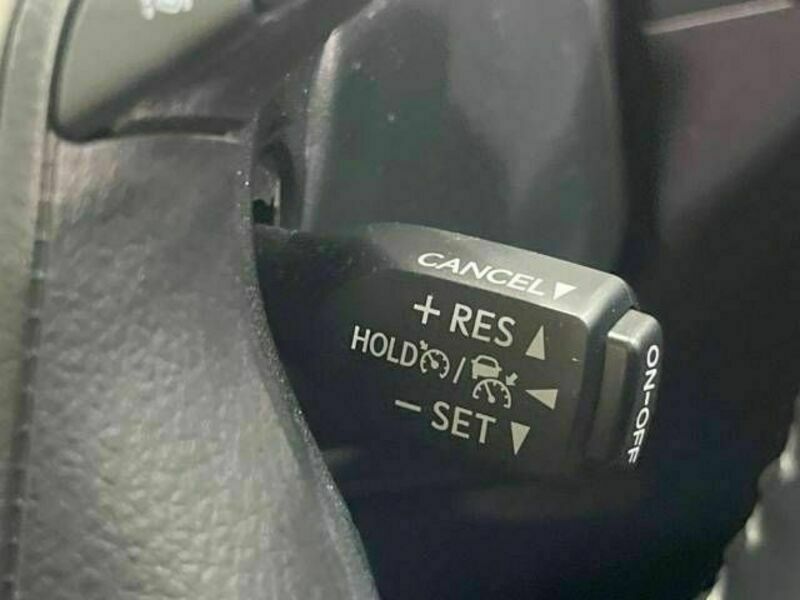 CANCEL▼
+ RES ▲
HOLD / ◀
− SET ▼
ON-OFF